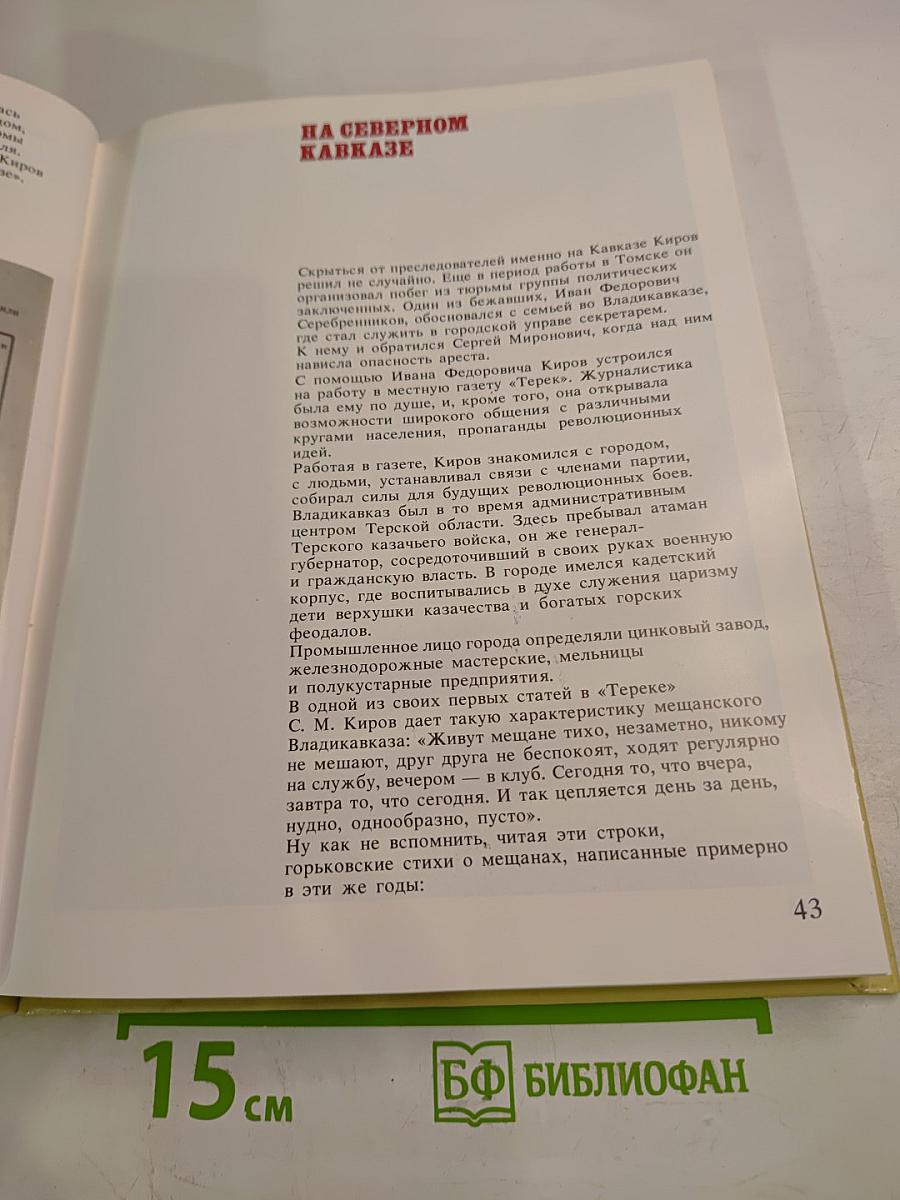 дом,
Киров
НА СЕВЕРНОМ
КАВКАЗЕ
Скрыться от преследователей именно на Кавказе Киров
решил не случайно. Еще в период работы в Томске он
организовал побег из тюрьмы группы политических
заключенных. Один из бежавших, Иван Федорович
Серебренников, обосновался с семьей во Владикавказе,
где стал служить в городской управе секретарем.
К нему и обратился Сергей Миронович, когда над ним
нависла опасность ареста.
С помощью Ивана Федоровича Киров устроился
на работу в местную газету «Терек». Журналистика
была ему по душе, и, кроме того, она открывала
возможности широкого общения с различными
кругами населения, пропаганды революционных
идей.
Работая в газете, Киров знакомился с городом,
с людьми, устанавливал связи с членами партии,
собирал силы для будущих революционных боев.
Владикавказ был в то время административным
центром Терской области. Здесь пребывал атаман
Терского казачьего войска, он же генерал-
губернатор, сосредоточивший в своих руках военную
и гражданскую власть. В городе имелся кадетский
корпус, где воспитывались в духе служения царизму
дети верхушки казачества и богатых горских
феодалов.
Промышленное лицо города определяли цинковый завод,
железнодорожные мастерские, мельницы
и полукустарные предприятия.
В одной из своих первых статей в «Тереке»
С. М. Киров дает такую характеристику мещанского
Владикавказа: «Живут мещане тихо, незаметно, никому
не мешают, друг друга не беспокоят, ходят регулярно
на службу, вечером — в клуб. Сегодня то, что вчера,
завтра то, что сегодня. И так цепляется день за день,
нудно, однообразно, пусто».
Ну как не вспомнить, читая эти строки,
горьковские стихи о мещанах, написанные примерно
в эти же годы:
43
15 см
БФ БИБЛИОФАН